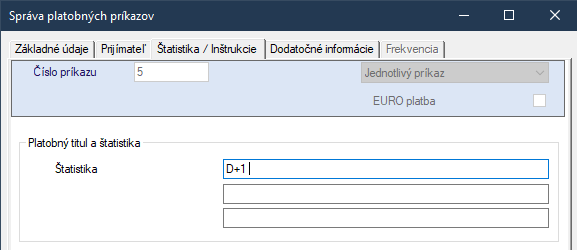 Správa platobných príkazov
Základné údaje Prijímateľ Štatistika / Inštrukcie Dodatočné informácie Frekvencia
Číslo príkazu 5 Jednotlivý príkaz
EURO platba
Platobný titul a štatistika
Štatistika D+1